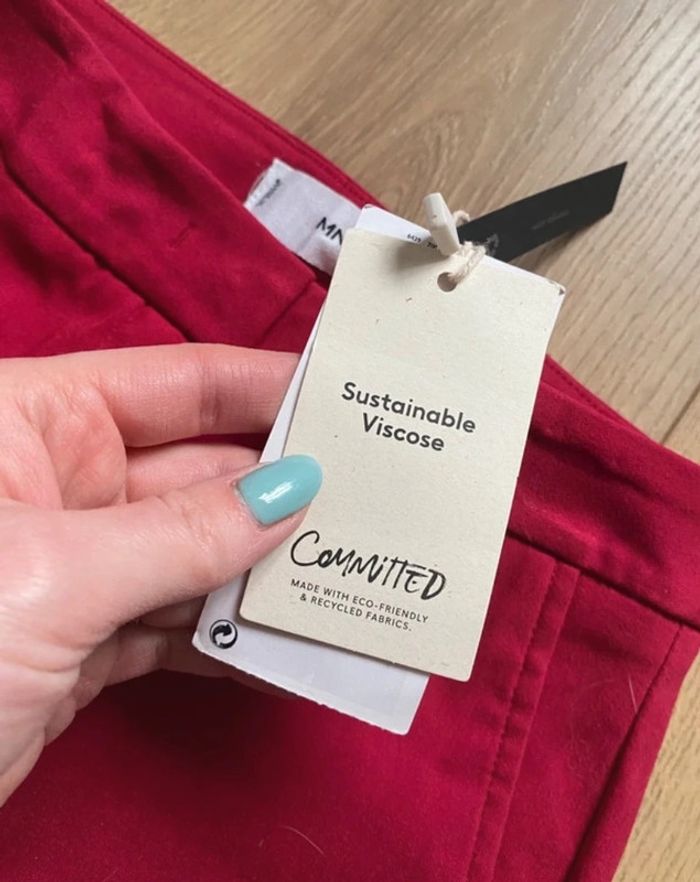 MN
Sustainable
Viscose
COMMITTED
MADE WITH ECO-FRIENDLY
& RECYCLED FABRICS.